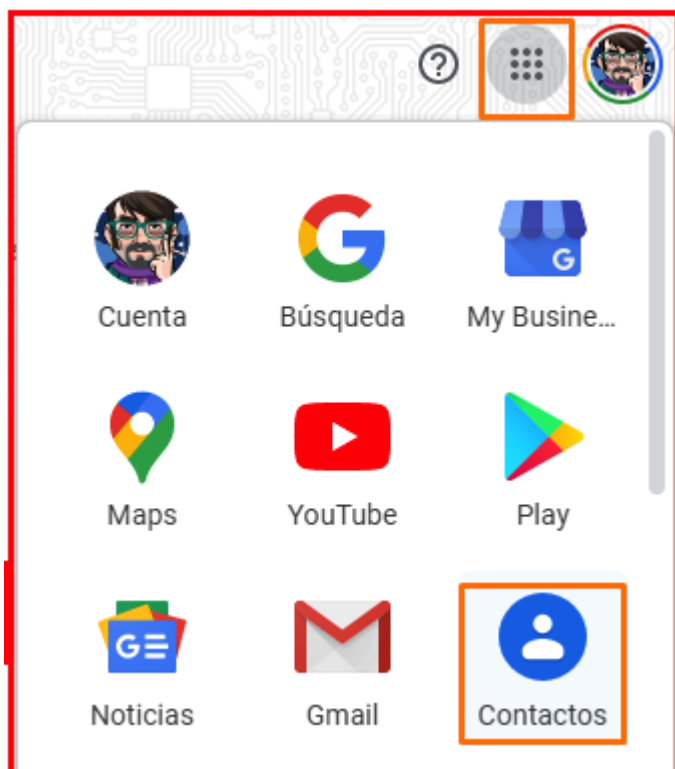 ?
Cuenta Búsqueda My Busine...
G
Maps YouTube Play
G
Noticias Gmail Contactos